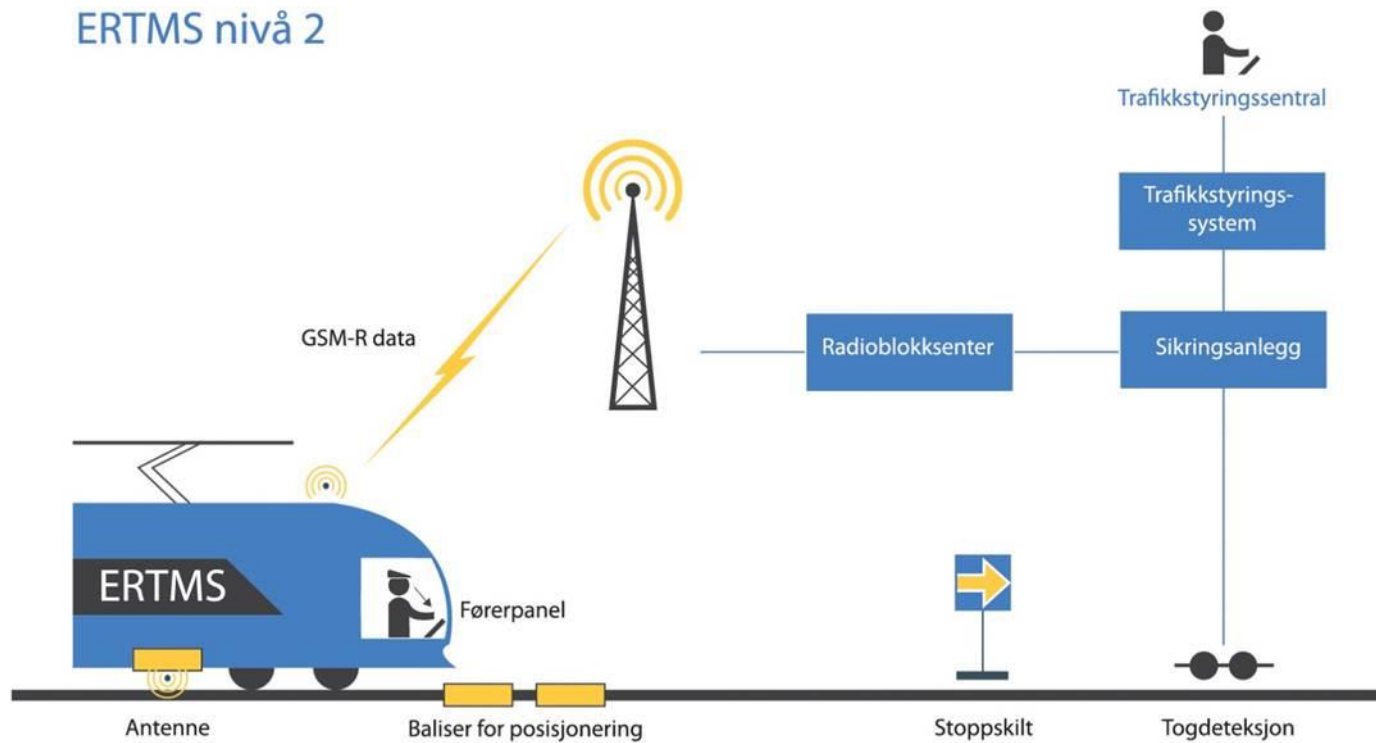 ERTMS nivå 2
Trafikkstyringssentral
Trafikkstyrings-
system
GSM-R data
Radioblokksenter
Sikringsanlegg
ERTMS
Førerpanel
Antenne
Baliser for posisjonering
Stoppskilt
Togdeteksjon